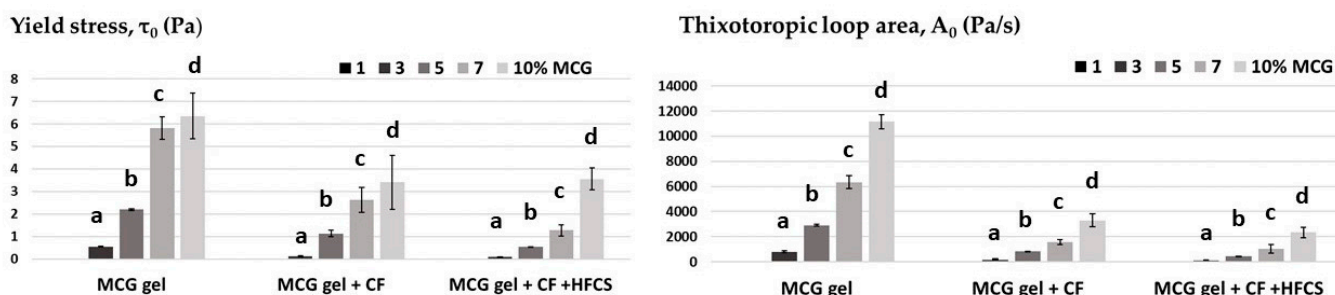 Yield stress, τ₀ (Pa)
1 3 5 7 10% MCG
8
7
6
5
4
3
2
1
0
a b c d
a b c d
a b c d
MCG gel MCG gel + CF MCG gel + CF +HFCS
Thixotoropic loop area, A₀ (Pa/s)
1 3 5 7 10% MCG
14000
12000
10000
8000
6000
4000
2000
0
a b c d
a b c d
a b c d
MCG gel MCG gel + CF MCG gel + CF +HFCS